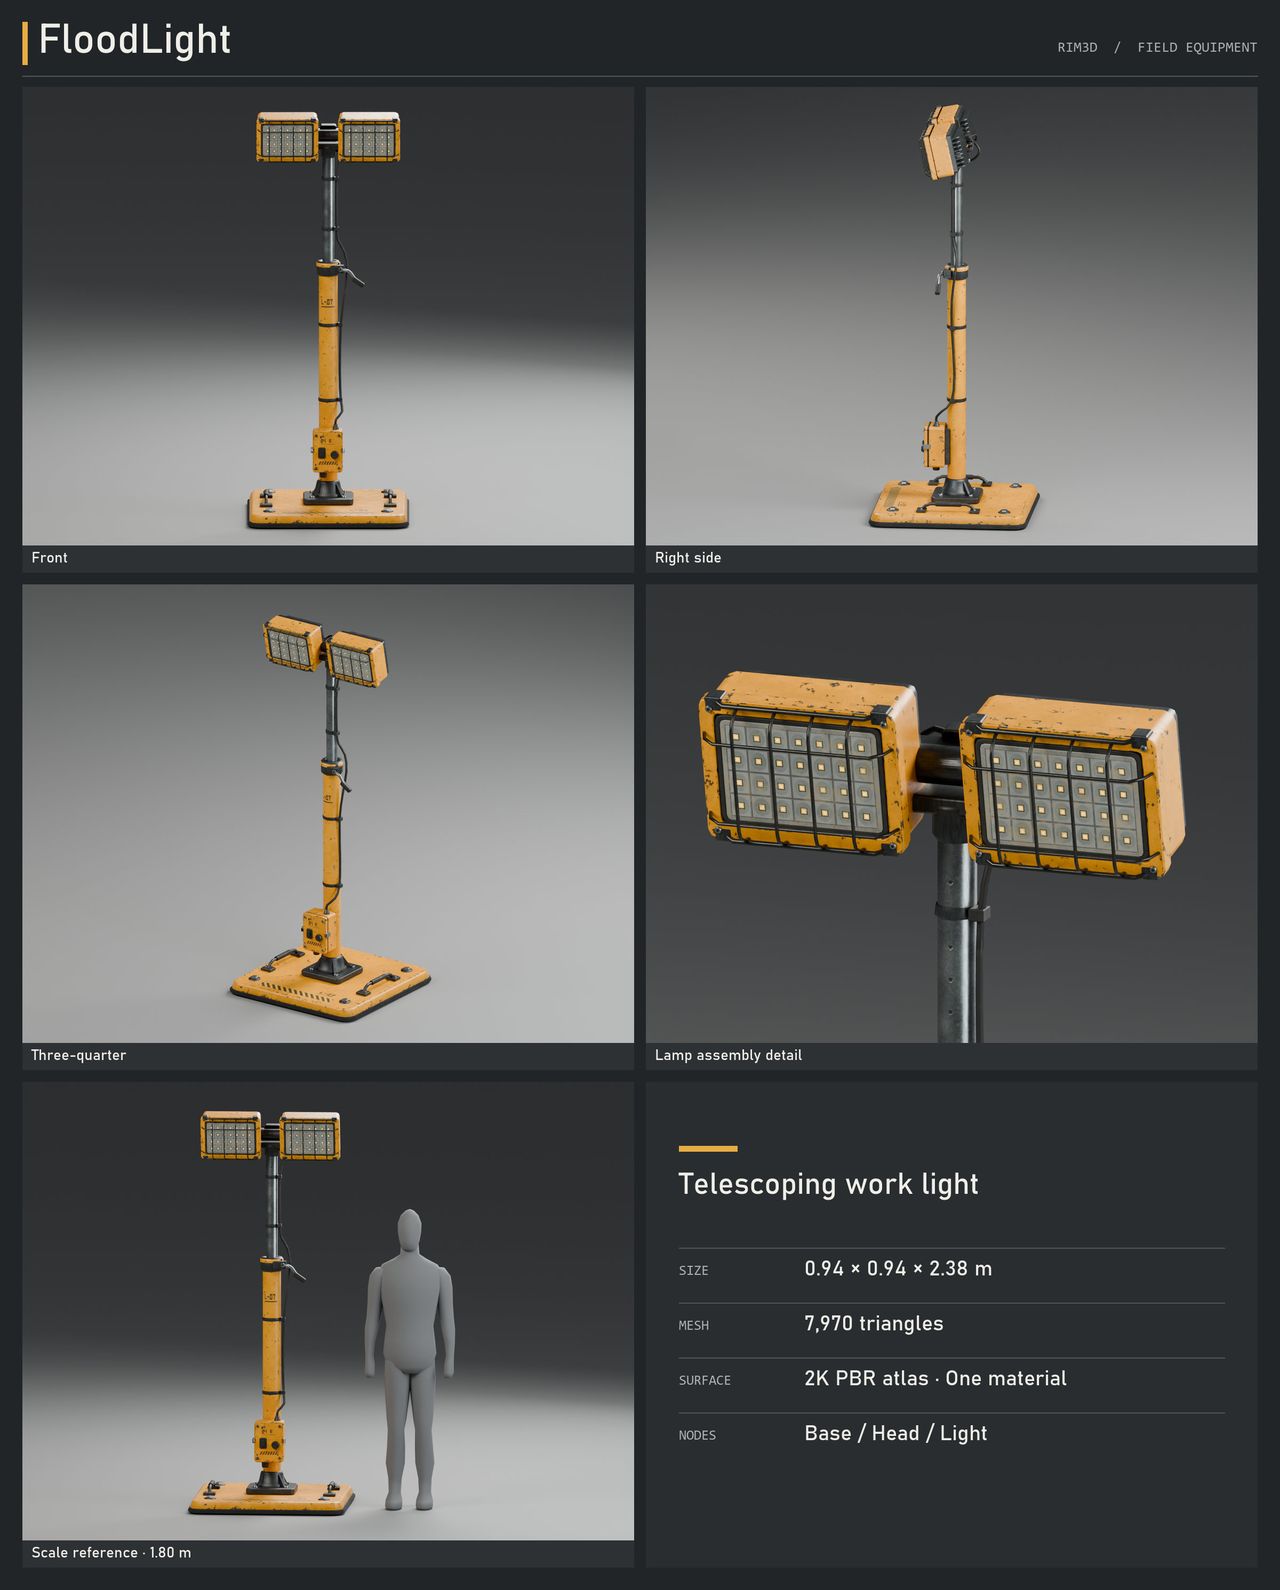 FloodLight
RIM3D / FIELD EQUIPMENT
Front
Right side
Three-quarter
Lamp assembly detail
Scale reference · 1.80 m
Telescoping work light
SIZE 0.94 × 0.94 × 2.38 m
MESH 7,970 triangles
SURFACE 2K PBR atlas · One material
NODES Base / Head / Light